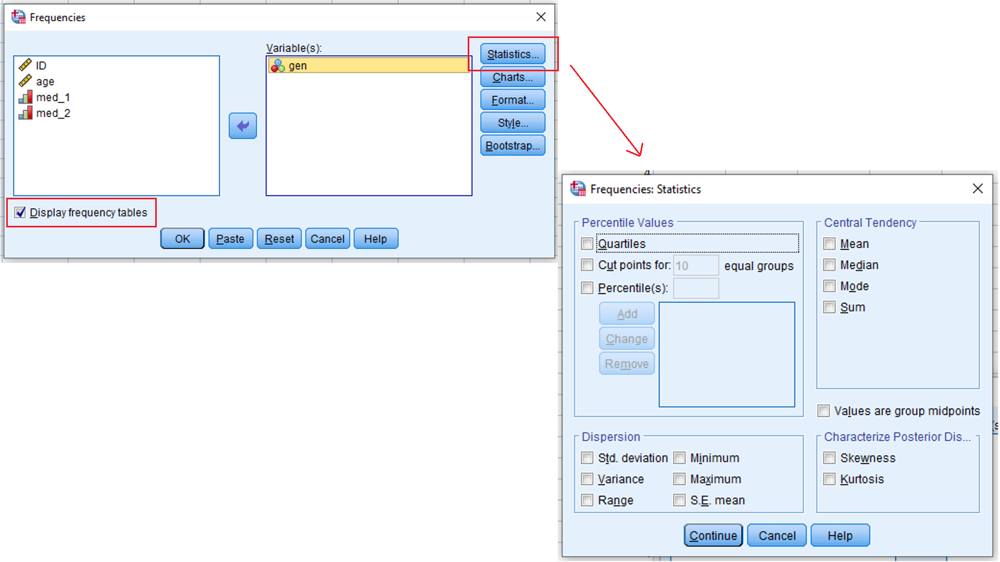 Frequencies
Variable(s):
ID
age
med_1
med_2
gen
Statistics...
Charts...
Format...
Style...
Bootstrap...
Display frequency tables
OK Paste Reset Cancel Help
Frequencies: Statistics
Percentile Values
Quartiles
Cut points for: 10 equal groups
Percentile(s):
Add
Change
Remove
Central Tendency
Mean
Median
Mode
Sum
Values are group midpoints
Dispersion
Std. deviation Minimum
Variance Maximum
Range S.E. mean
Characterize Posterior Dis...
Skewness
Kurtosis
Continue Cancel Help